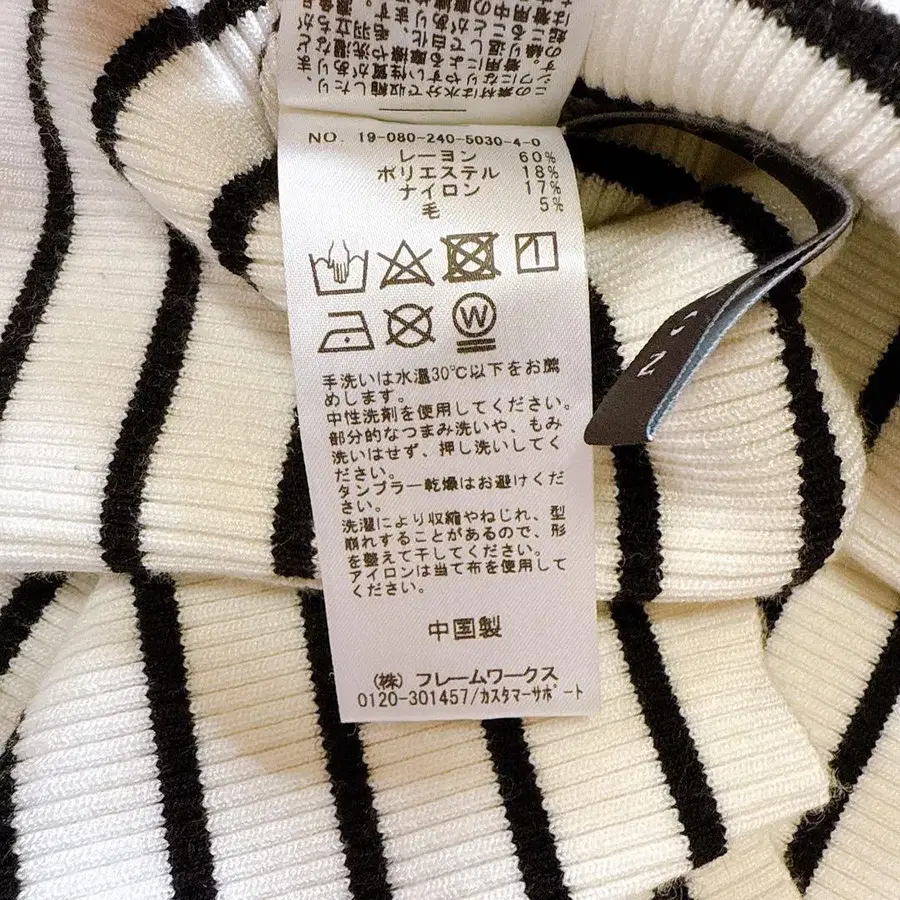 NO. 19-080-240-5030-4-0
レーヨン 60%
ポリエステル 18%
ナイロン 17%
毛 5%
W
手洗いは水温30℃以下をお薦
めします。
中性洗剤を使用してください。
部分的なつまみ洗いや、もみ
洗いはせず、押し洗いしてく
ださい。
タンブラー乾燥はお避けくだ
さい。
洗濯により収縮やねじれ、型
崩れすることがあるので、形
を整えて干してください。
アイロンは当て布を使用して
ください。
中国製
(株) フレームワークス
0120-301457/カスタマーサポート
2